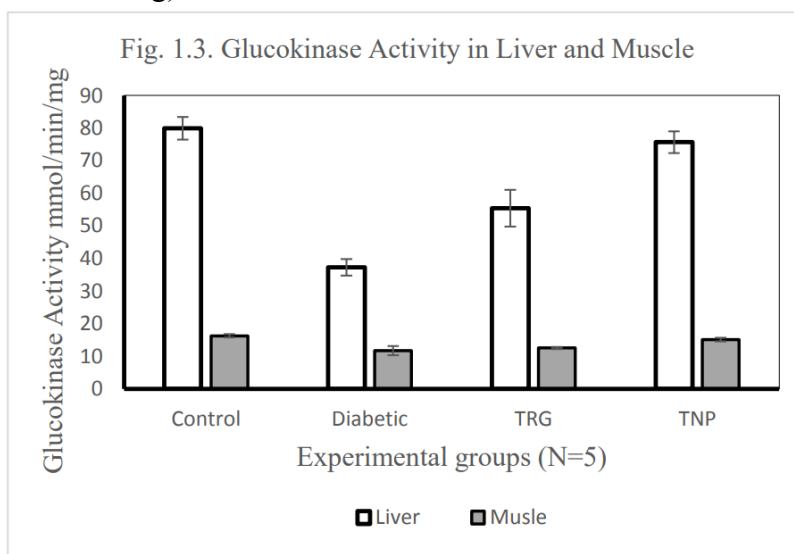 Fig. 1.3. Glucokinase Activity in Liver and Muscle
Glucokinase Activity mmol/min/mg
90
80
70
60
50
40
30
20
10
0
Control Diabetic TRG TNP
Experimental groups (N=5)
Liver Musle